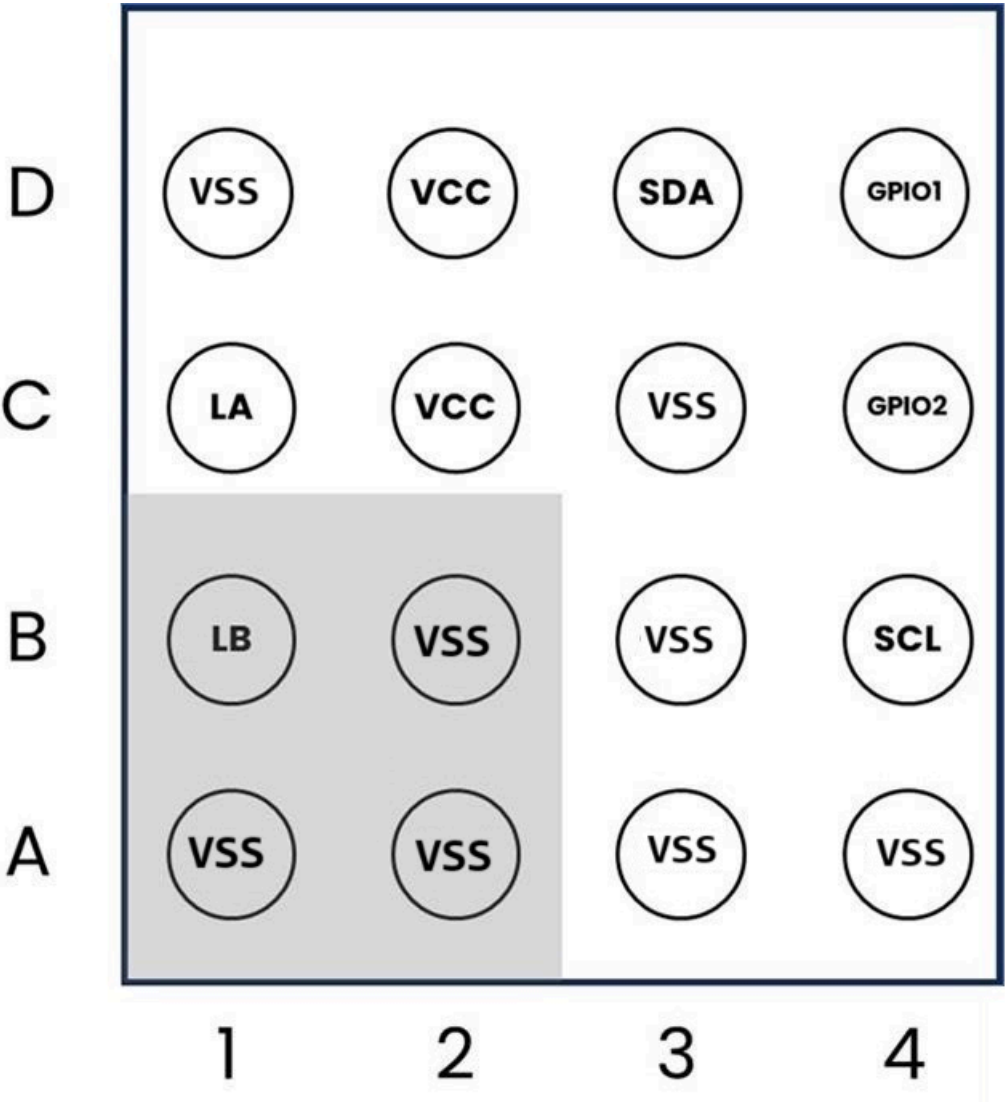 D VSS VCC SDA GPIO1
C LA VCC VSS GPIO2
B LB VSS VSS SCL
A VSS VSS VSS VSS
1 2 3 4